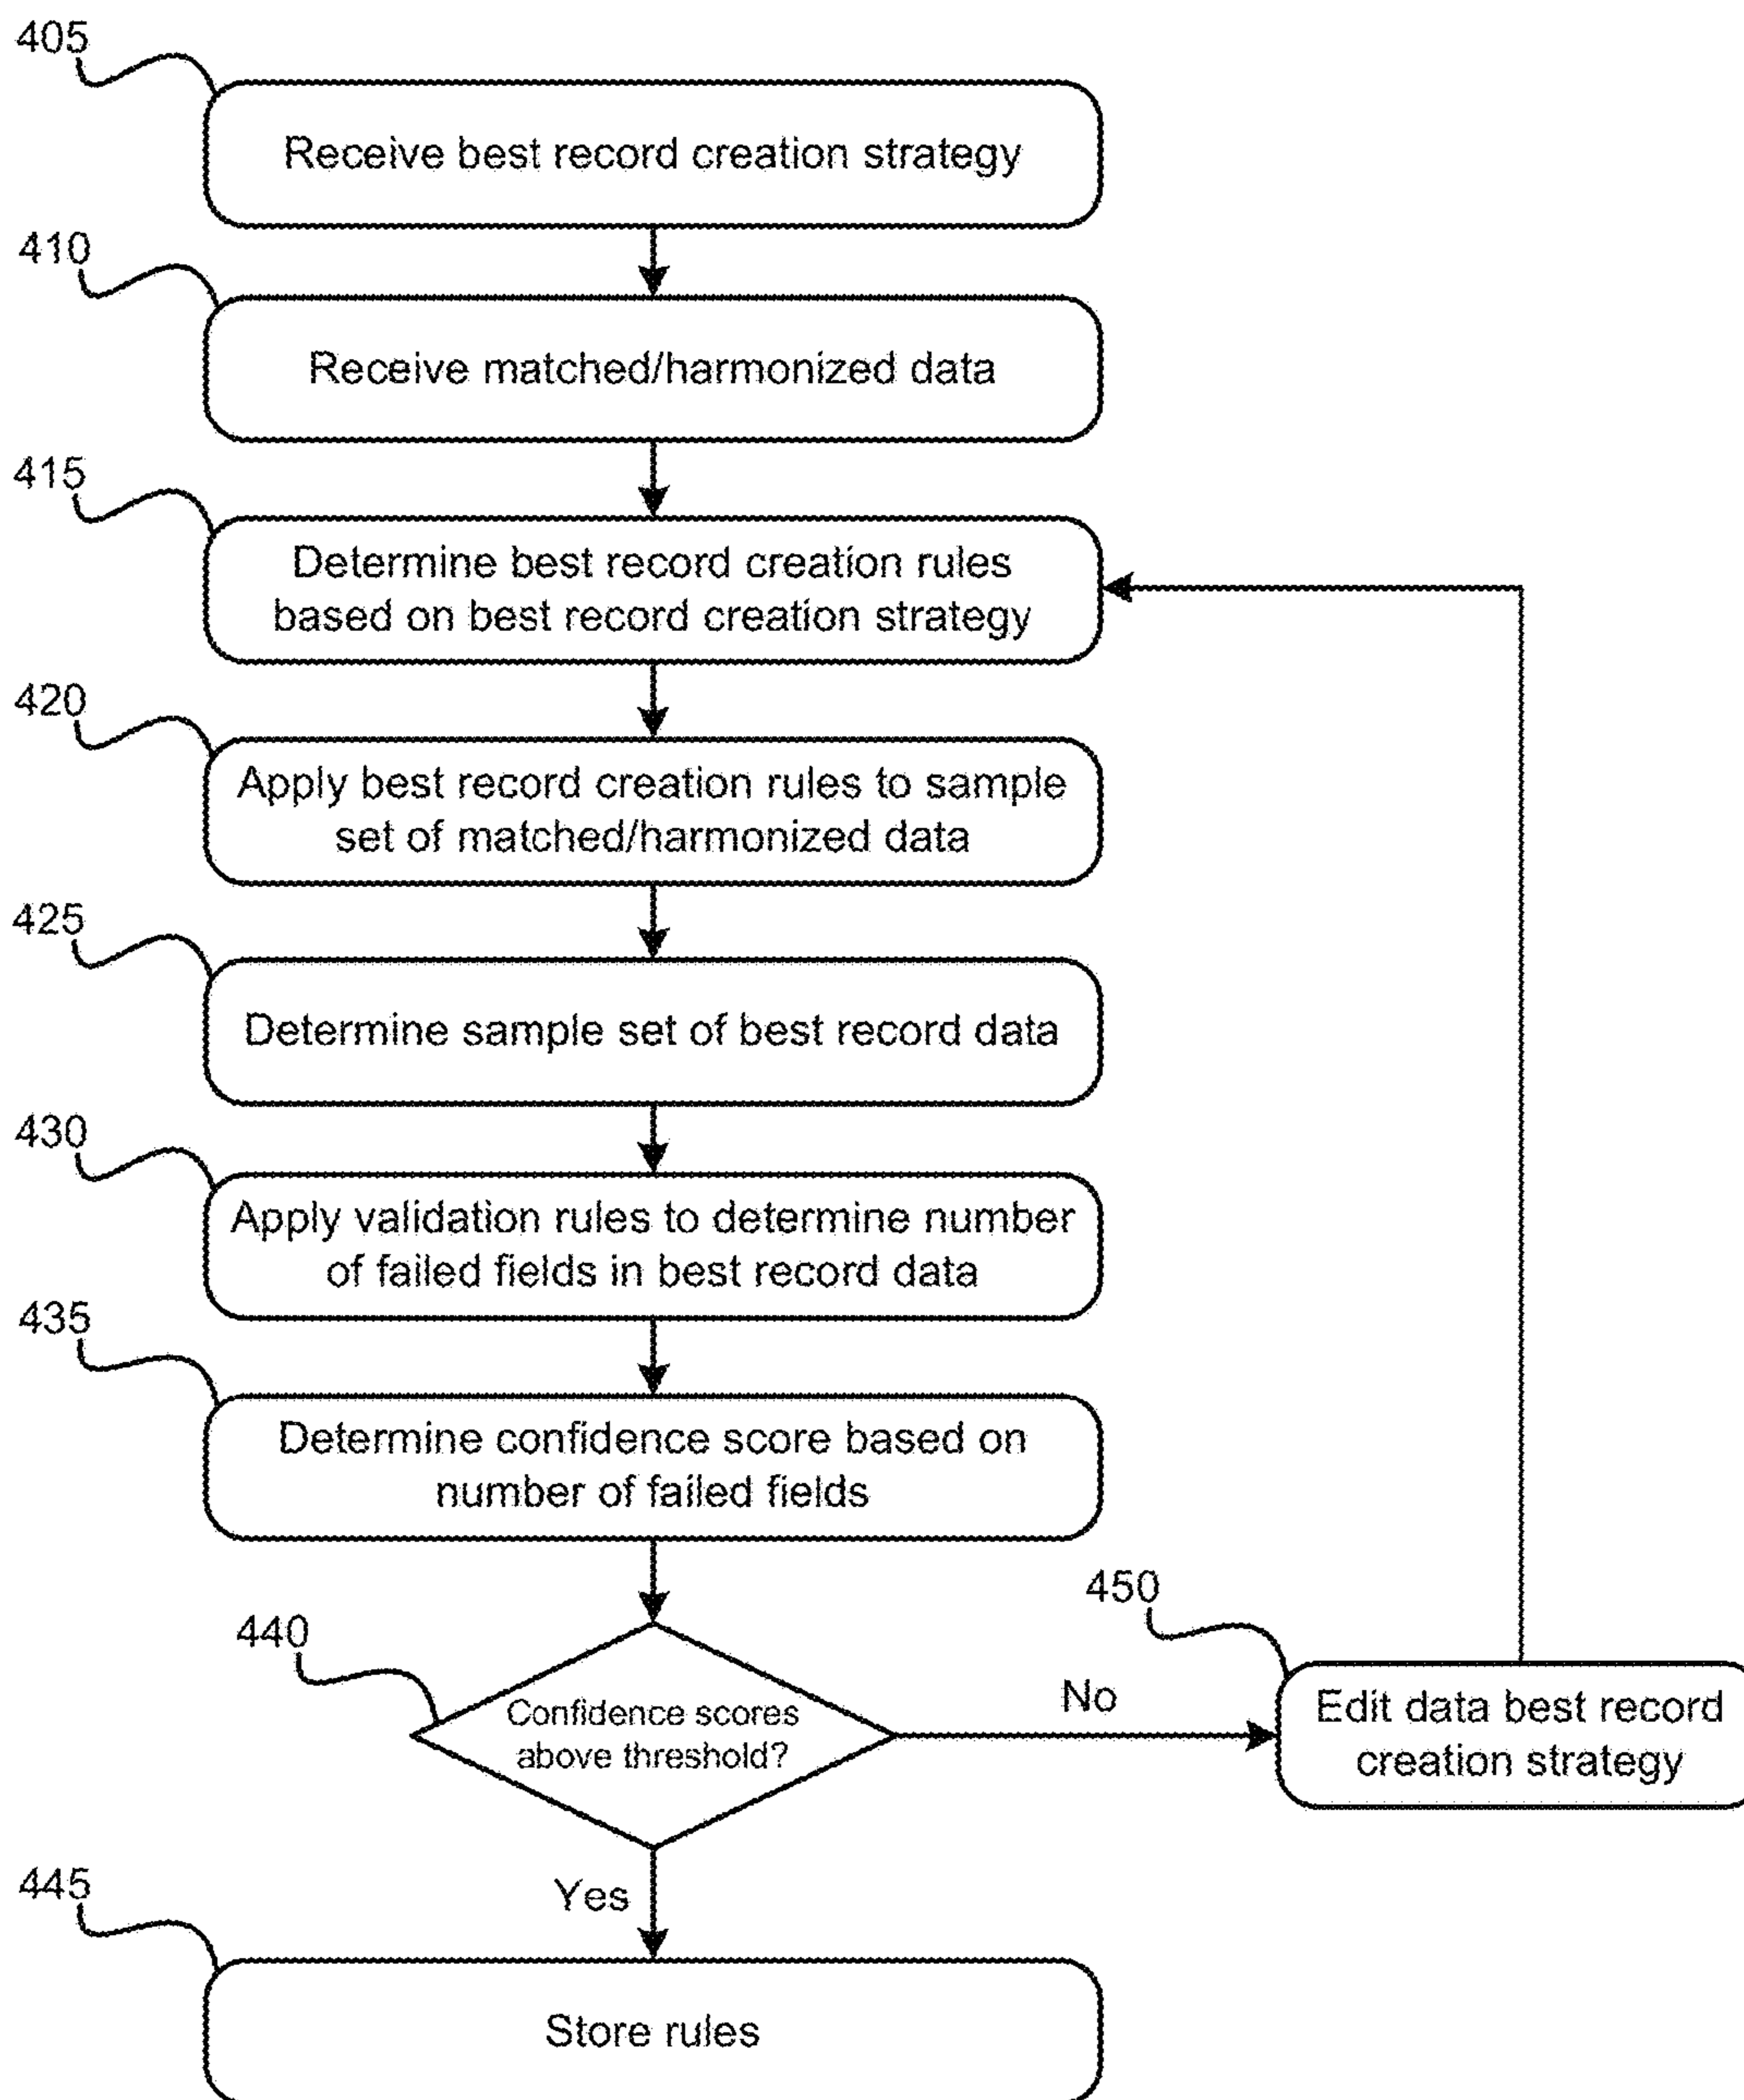 405
Receive best record creation strategy
410
Receive matched/harmonized data
415
Determine best record creation rules
based on best record creation strategy
420
Apply best record creation rules to sample
set of matched/harmonized data
425
Determine sample set of best record data
430
Apply validation rules to determine number
of failed fields in best record data
435
Determine confidence score based on
number of failed fields
440
Confidence scores
above threshold?
No
450
Edit data best record
creation strategy
Yes
445
Store rules